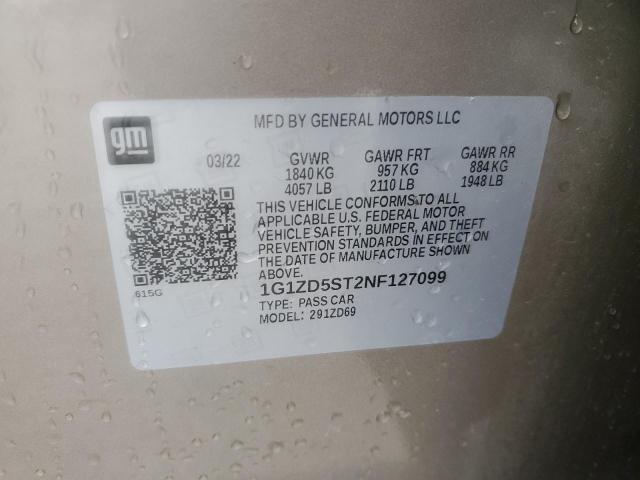 gm
MFD BY GENERAL MOTORS LLC
03/22 GVWR GAWR FRT GAWR RR
1840 KG 957 KG 884 KG
4057 LB 2110 LB 1948 LB
THIS VEHICLE CONFORMS TO ALL
APPLICABLE U.S. FEDERAL MOTOR
VEHICLE SAFETY, BUMPER, AND THEFT
PREVENTION STANDARDS IN EFFECT ON
THE DATE OF MANUFACTURE SHOWN
ABOVE.
615G
1G1ZD5ST2NF127099
TYPE: PASS CAR
MODEL: 291ZD69